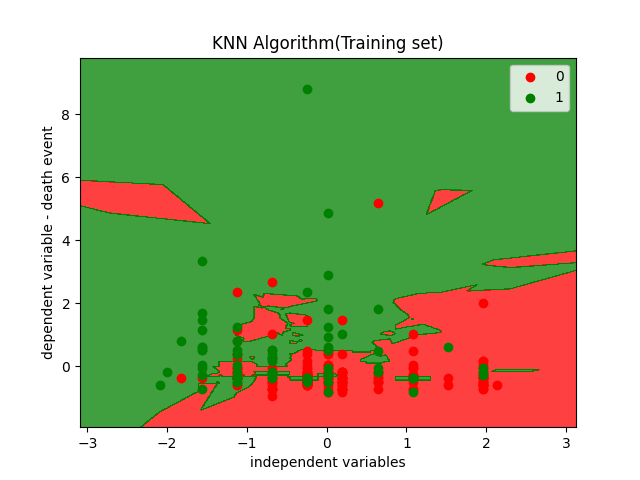 KNN Algorithm(Training set)
0
1
8
6
4
2
0
dependent variable - death event
−3 −2 −1 0 1 2 3
independent variables